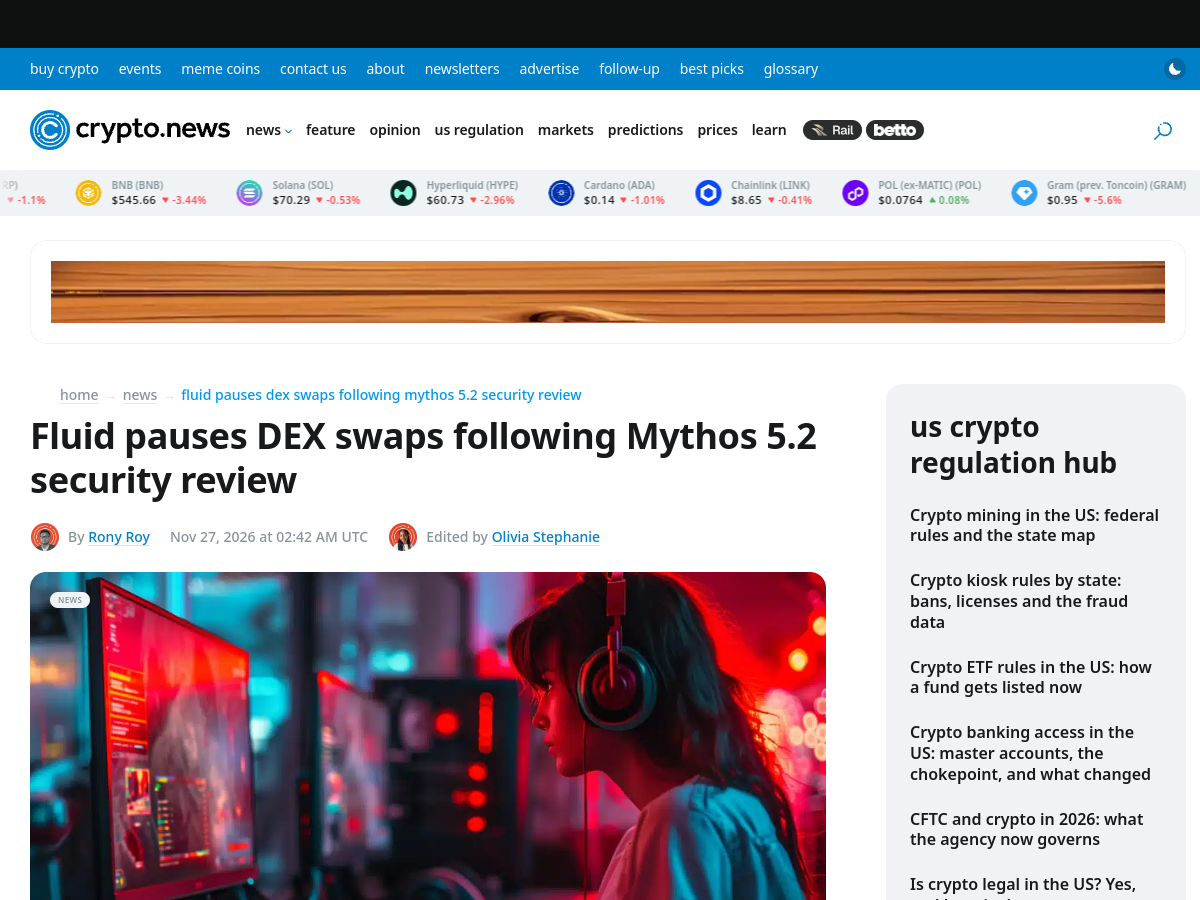 buy crypto events meme coins contact us about newsletters advertise follow-up best picks glossary
crypto.news news feature opinion us regulation markets predictions prices learn Rail betto
RP) BNB (BNB) Solana (SOL) Hyperliquid (HYPE) Cardano (ADA) Chainlink (LINK) POL (ex-MATIC) (POL) Gram (prev. Toncoin) (GRAM)
-1.1% $545.66 -3.44% $70.29 -0.53% $60.73 -2.96% $0.14 -1.01% $8.65 -0.41% $0.0764 0.08% $0.95 -5.6%
home → news → fluid pauses dex swaps following mythos 5.2 security review
Fluid pauses DEX swaps following Mythos 5.2
security review
By Rony Roy Nov 27, 2026 at 02:42 AM UTC Edited by Olivia Stephanie
NEWS
us crypto
regulation hub
Crypto mining in the US: federal
rules and the state map
Crypto kiosk rules by state:
bans, licenses and the fraud
data
Crypto ETF rules in the US: how
a fund gets listed now
Crypto banking access in the
US: master accounts, the
chokepoint, and what changed
CFTC and crypto in 2026: what
the agency now governs
Is crypto legal in the US? Yes,